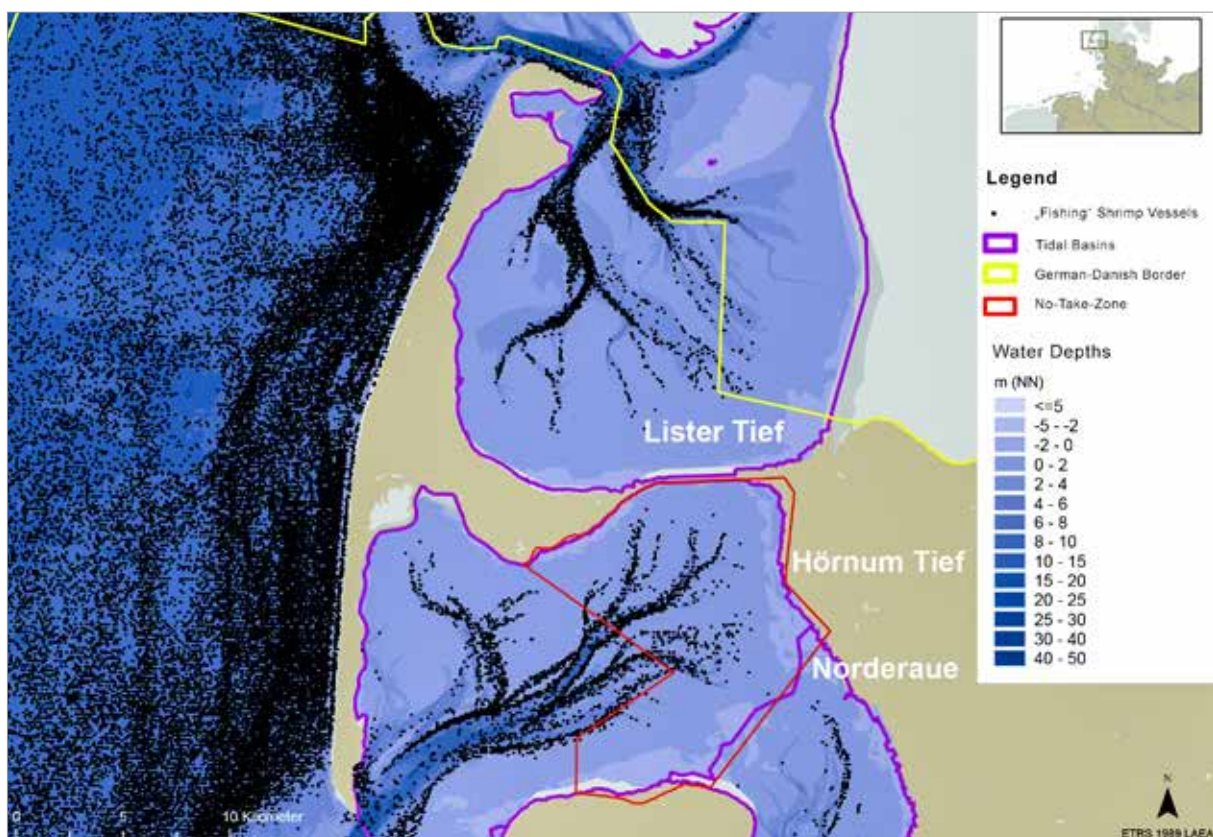 Legend
„Fishing“ Shrimp Vessels
Tidal Basins
German-Danish Border
No-Take-Zone
Water Depths
m (NN)
<=5
-5 - -2
-2 - 0
0 - 2
2 - 4
4 - 6
6 - 8
8 - 10
10 - 15
15 - 20
20 - 25
25 - 30
30 - 40
40 - 50
Lister Tief
Hörnum Tief
Norderaue
0 5 10 Kilometer
N
ETRS 1989 LAEA